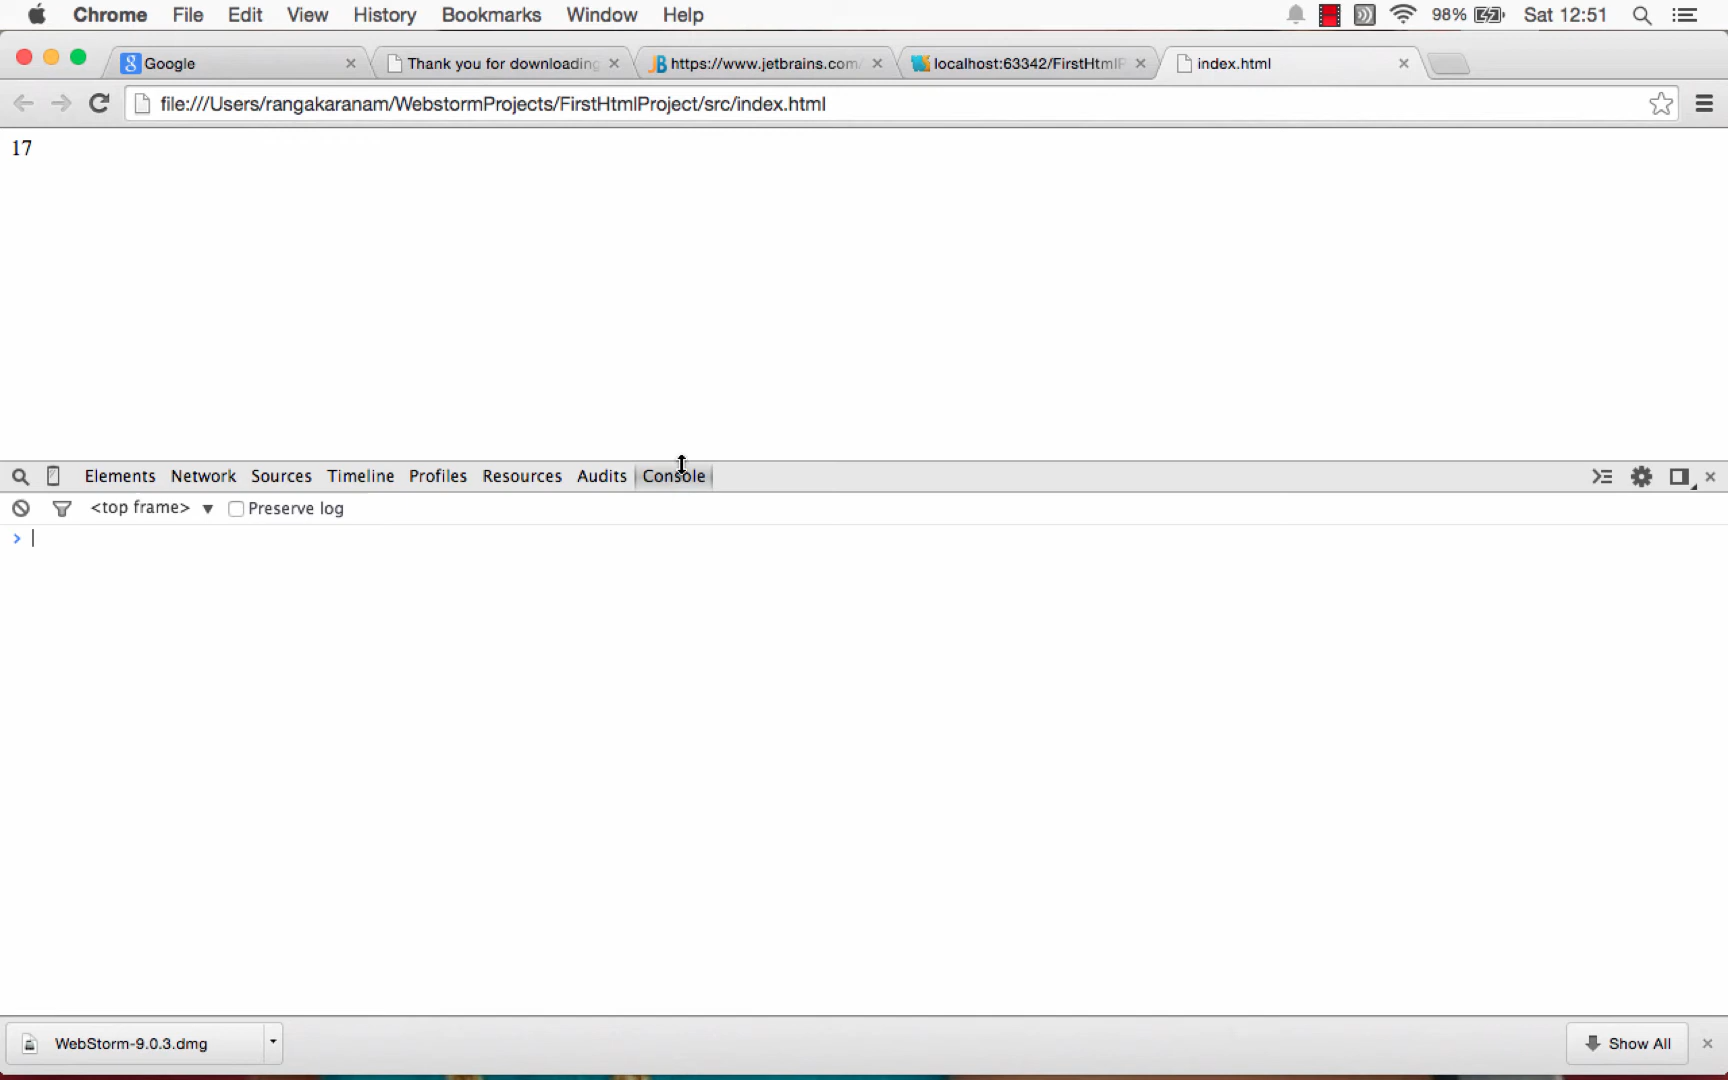 Chrome File Edit View History Bookmarks Window Help 98% Sat 12:51
Google Thank you for downloading https://www.jetbrains.com/ localhost:63342/FirstHtmlP index.html
file:///Users/rangakaranam/WebstormProjects/FirstHtmlProject/src/index.html
17
Elements Network Sources Timeline Profiles Resources Audits Console
<top frame> ▼ Preserve log
>
WebStorm-9.0.3.dmg Show All